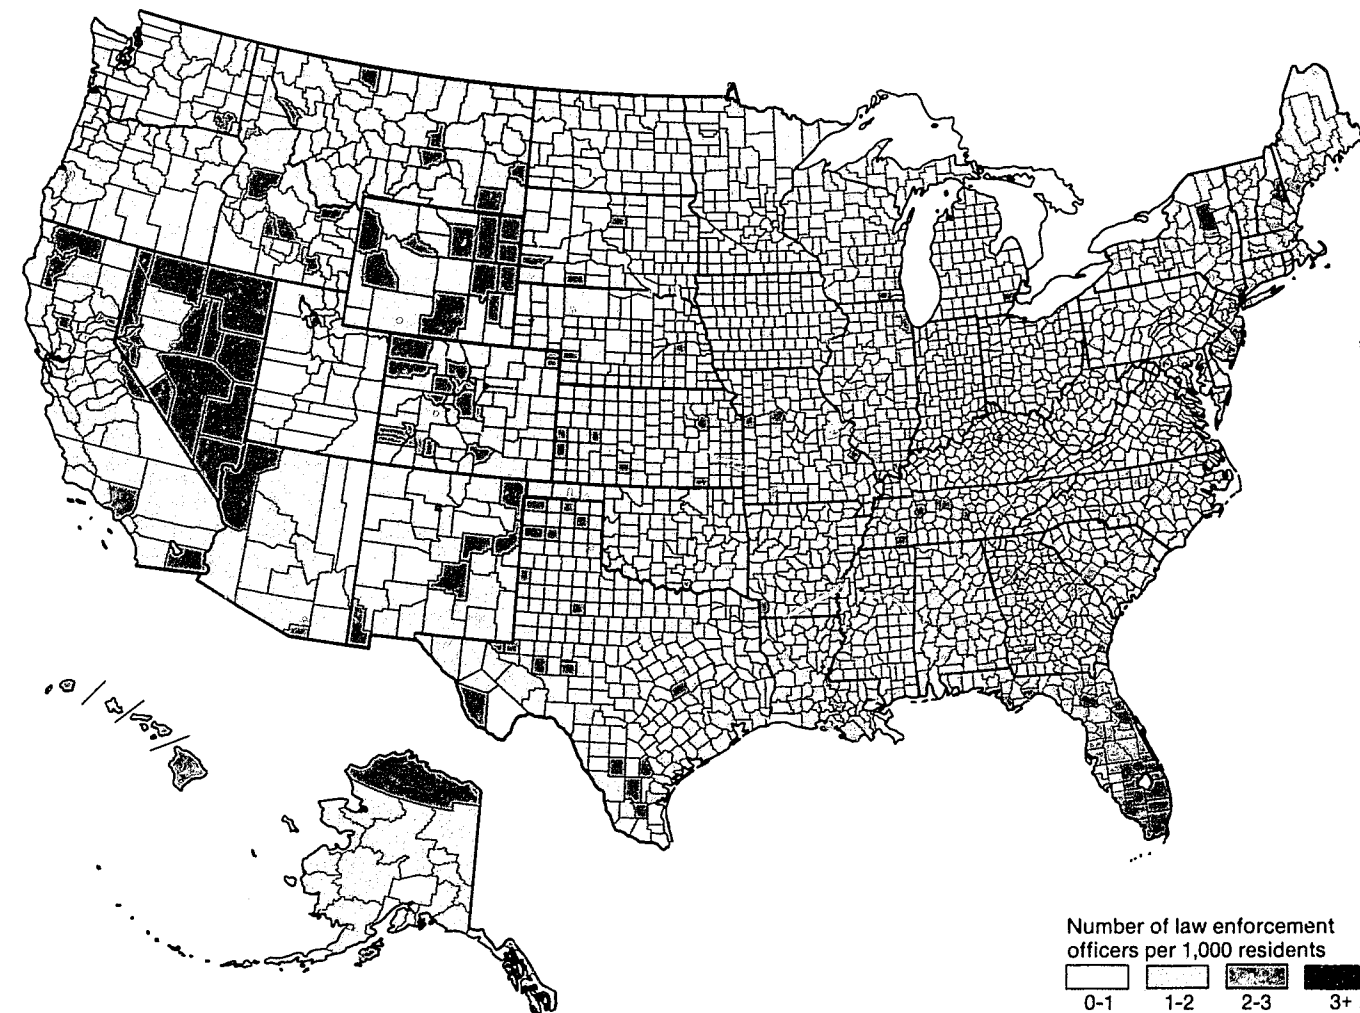 Number of law enforcement
officers per 1,000 residents
0-1 1-2 2-3 3+